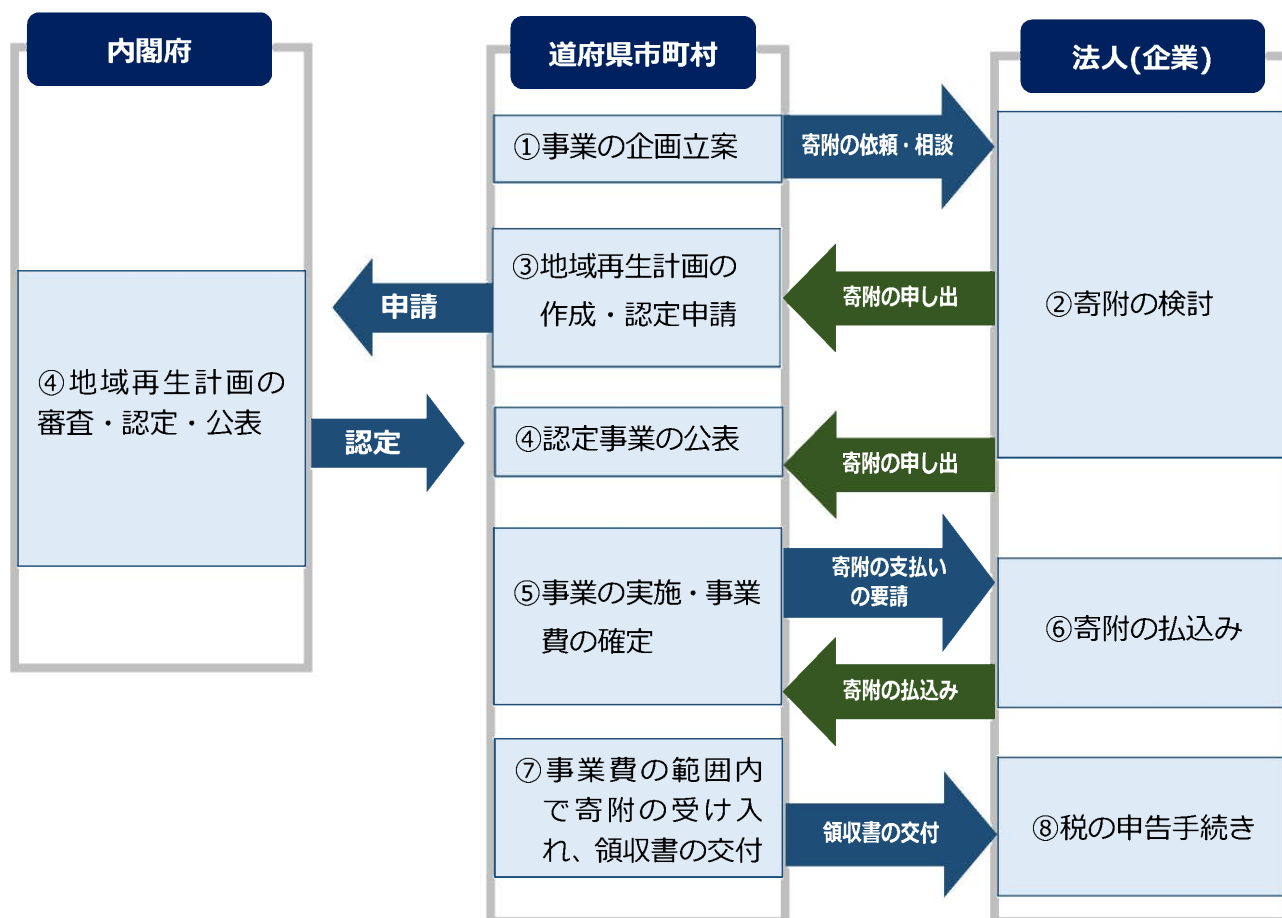 内閣府
道府県市町村
法人(企業)
①事業の企画立案
寄附の依頼・相談
②寄附の検討
③地域再生計画の
作成・認定申請
申請
寄附の申し出
④地域再生計画の
審査・認定・公表
認定
④認定事業の公表
寄附の申し出
⑤事業の実施・事業
費の確定
寄附の支払い
の要請
⑥寄附の払込み
寄附の払込み
⑦事業費の範囲内
で寄附の受け入
れ、領収書の交付
領収書の交付
⑧税の申告手続き